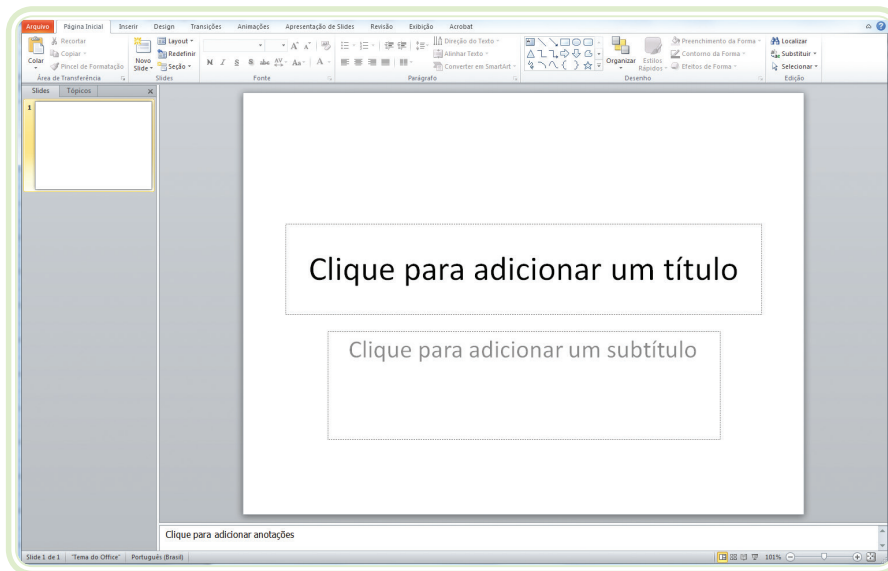 Arquivo Página Inicial Inserir Design Transições Animações Apresentação de Slides Revisão Exibição Acrobat
Colar
Recortar
Copiar
Pincel de Formatação
Área de Transferência
Novo Slide
Layout
Redefinir
Seção
Slides
N I S S abc AV Aa A
Fonte
Direção do Texto
Alinhar Texto
Converter em SmartArt
Parágrafo
Organizar
Estilos Rápidos
Preenchimento da Forma
Contorno da Forma
Efeitos de Forma
Desenho
Localizar
Substituir
Selecionar
Edição
Slides Tópicos
1
Clique para adicionar um título
Clique para adicionar um subtítulo
Clique para adicionar anotações
Slide 1 de 1 "Tema do Office" Português (Brasil) 101%